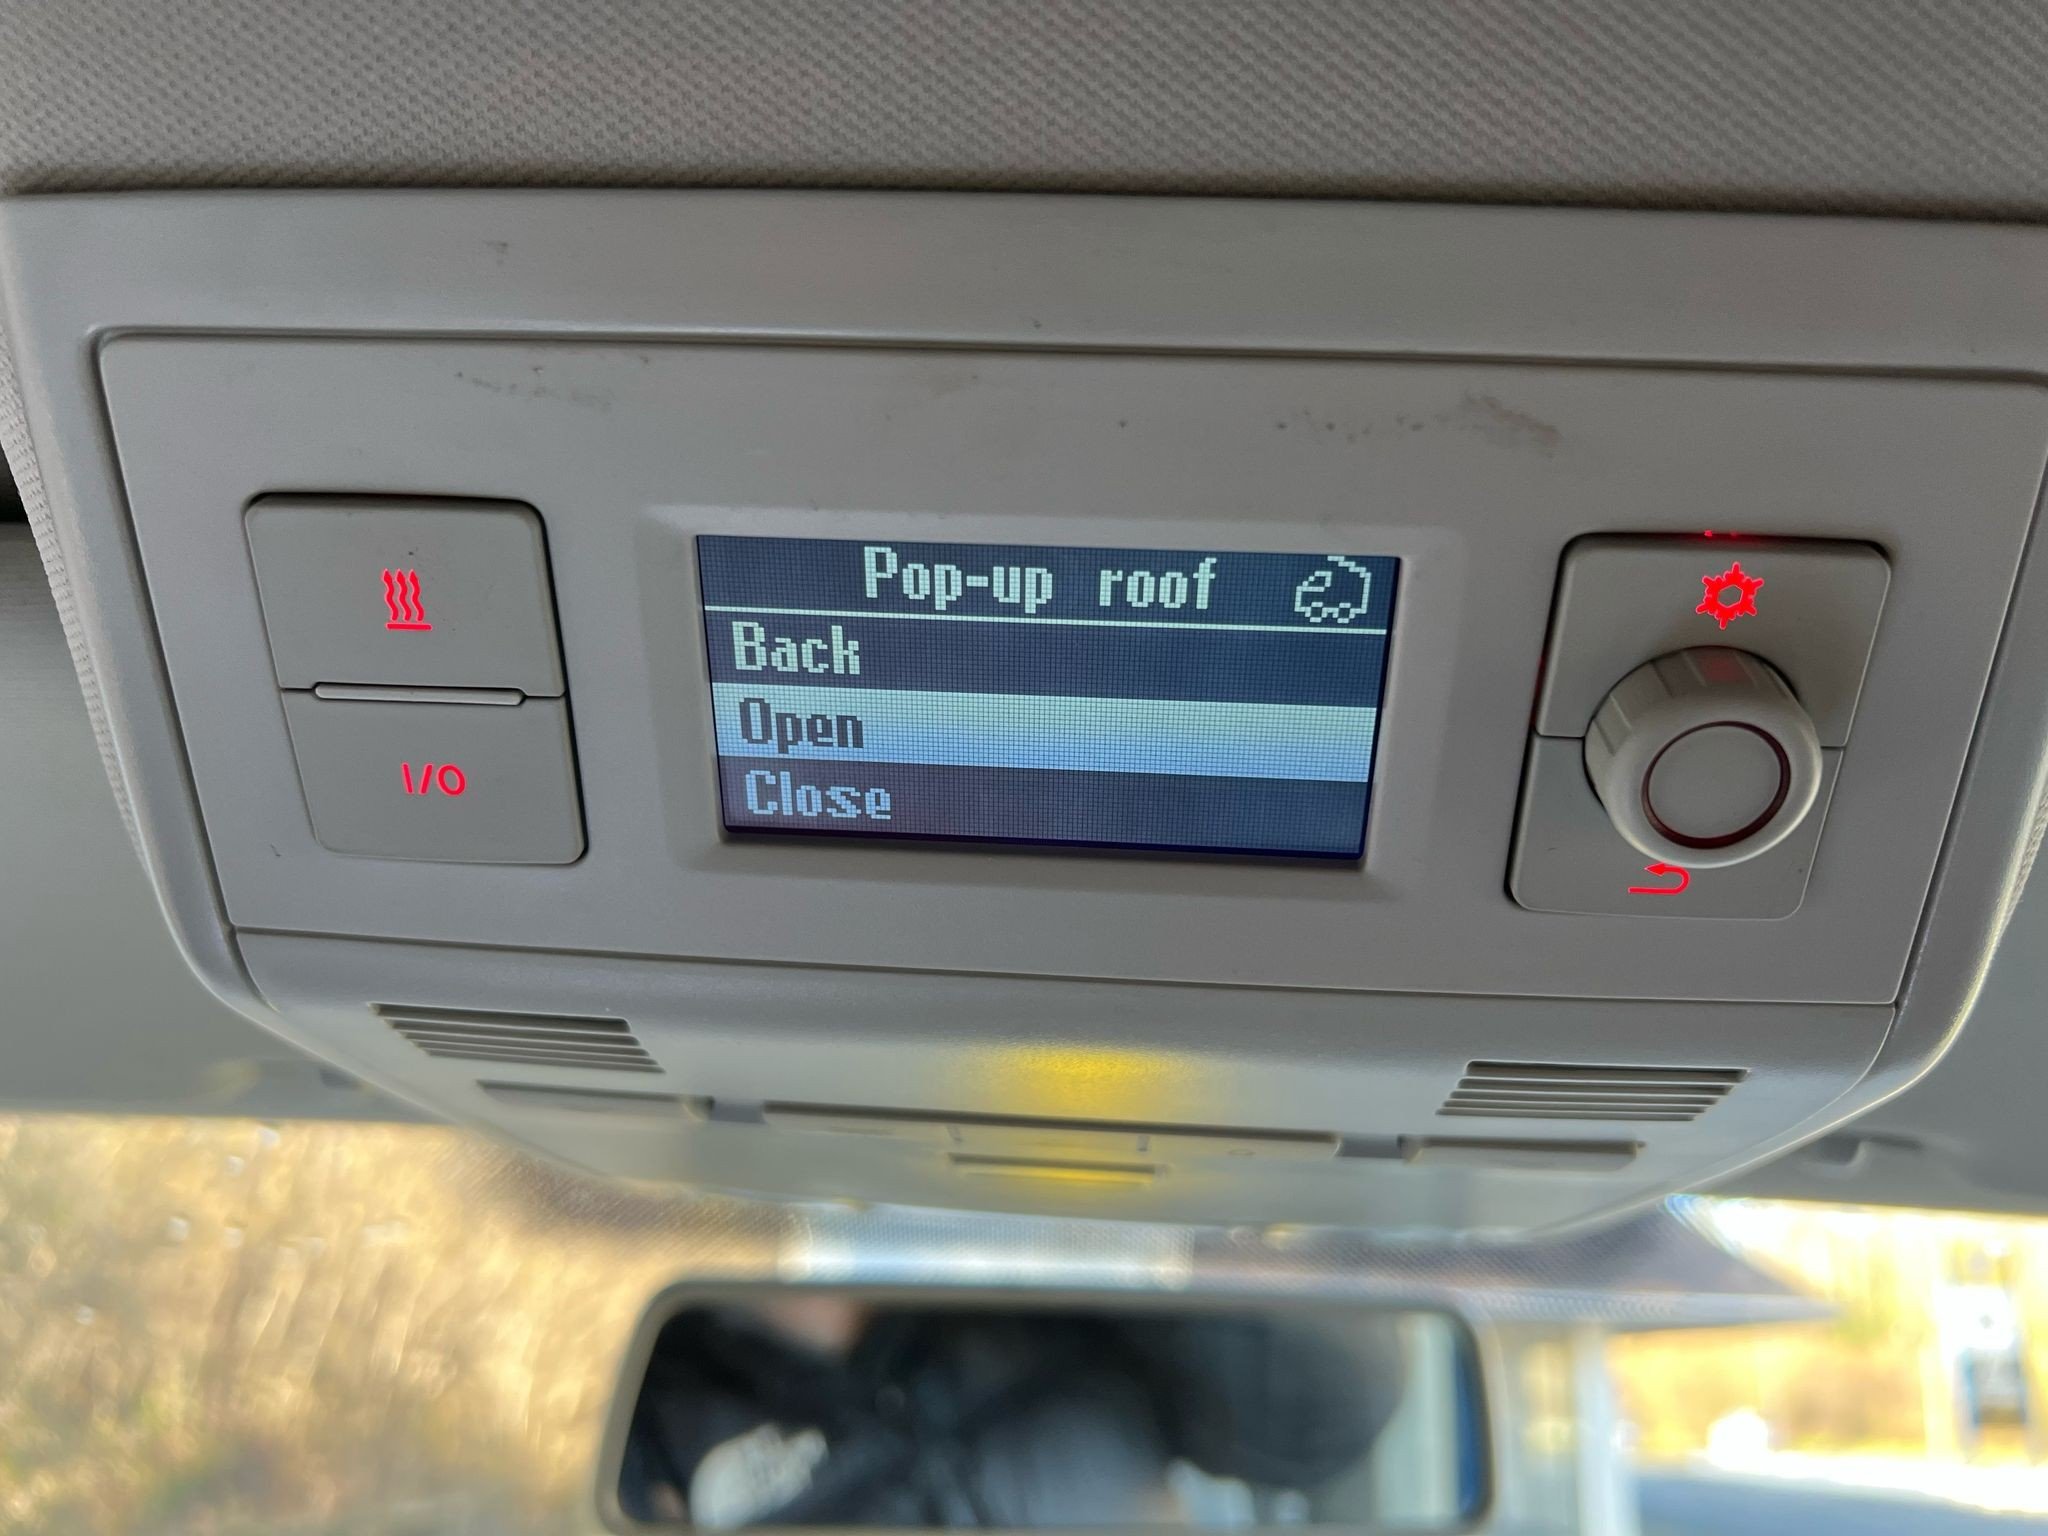 Pop-up roof
Back
Open
Close
I/O